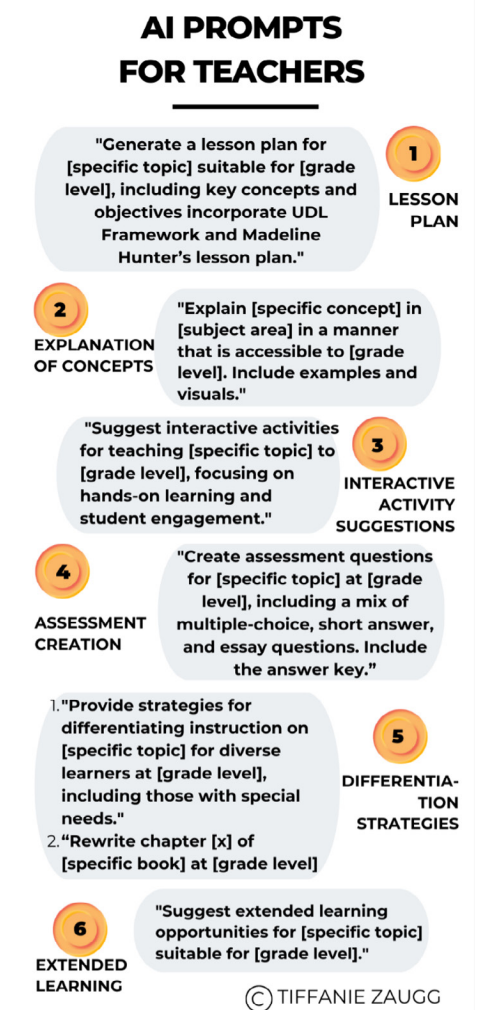 AI PROMPTS
FOR TEACHERS
"Generate a lesson plan for
[specific topic] suitable for [grade
level], including key concepts and
objectives incorporate UDL
Framework and Madeline
Hunter's lesson plan."
1
LESSON
PLAN
2
EXPLANATION
OF CONCEPTS
"Explain [specific concept] in
[subject area] in a manner
that is accessible to [grade
level]. Include examples and
visuals."
"Suggest interactive activities
for teaching [specific topic] to
[grade level], focusing on
hands-on learning and
student engagement."
3
INTERACTIVE
ACTIVITY
SUGGESTIONS
4
ASSESSMENT
CREATION
"Create assessment questions
for [specific topic] at [grade
level], including a mix of
multiple-choice, short answer,
and essay questions. Include
the answer key.”
1. "Provide strategies for
differentiating instruction on
[specific topic] for diverse
learners at [grade level],
including those with special
needs."
2. “Rewrite chapter [x] of
[specific book] at [grade level]
5
DIFFERENTIA-
TION
STRATEGIES
6
EXTENDED
LEARNING
"Suggest extended learning
opportunities for [specific topic]
suitable for [grade level]."
© TIFFANIE ZAUGG